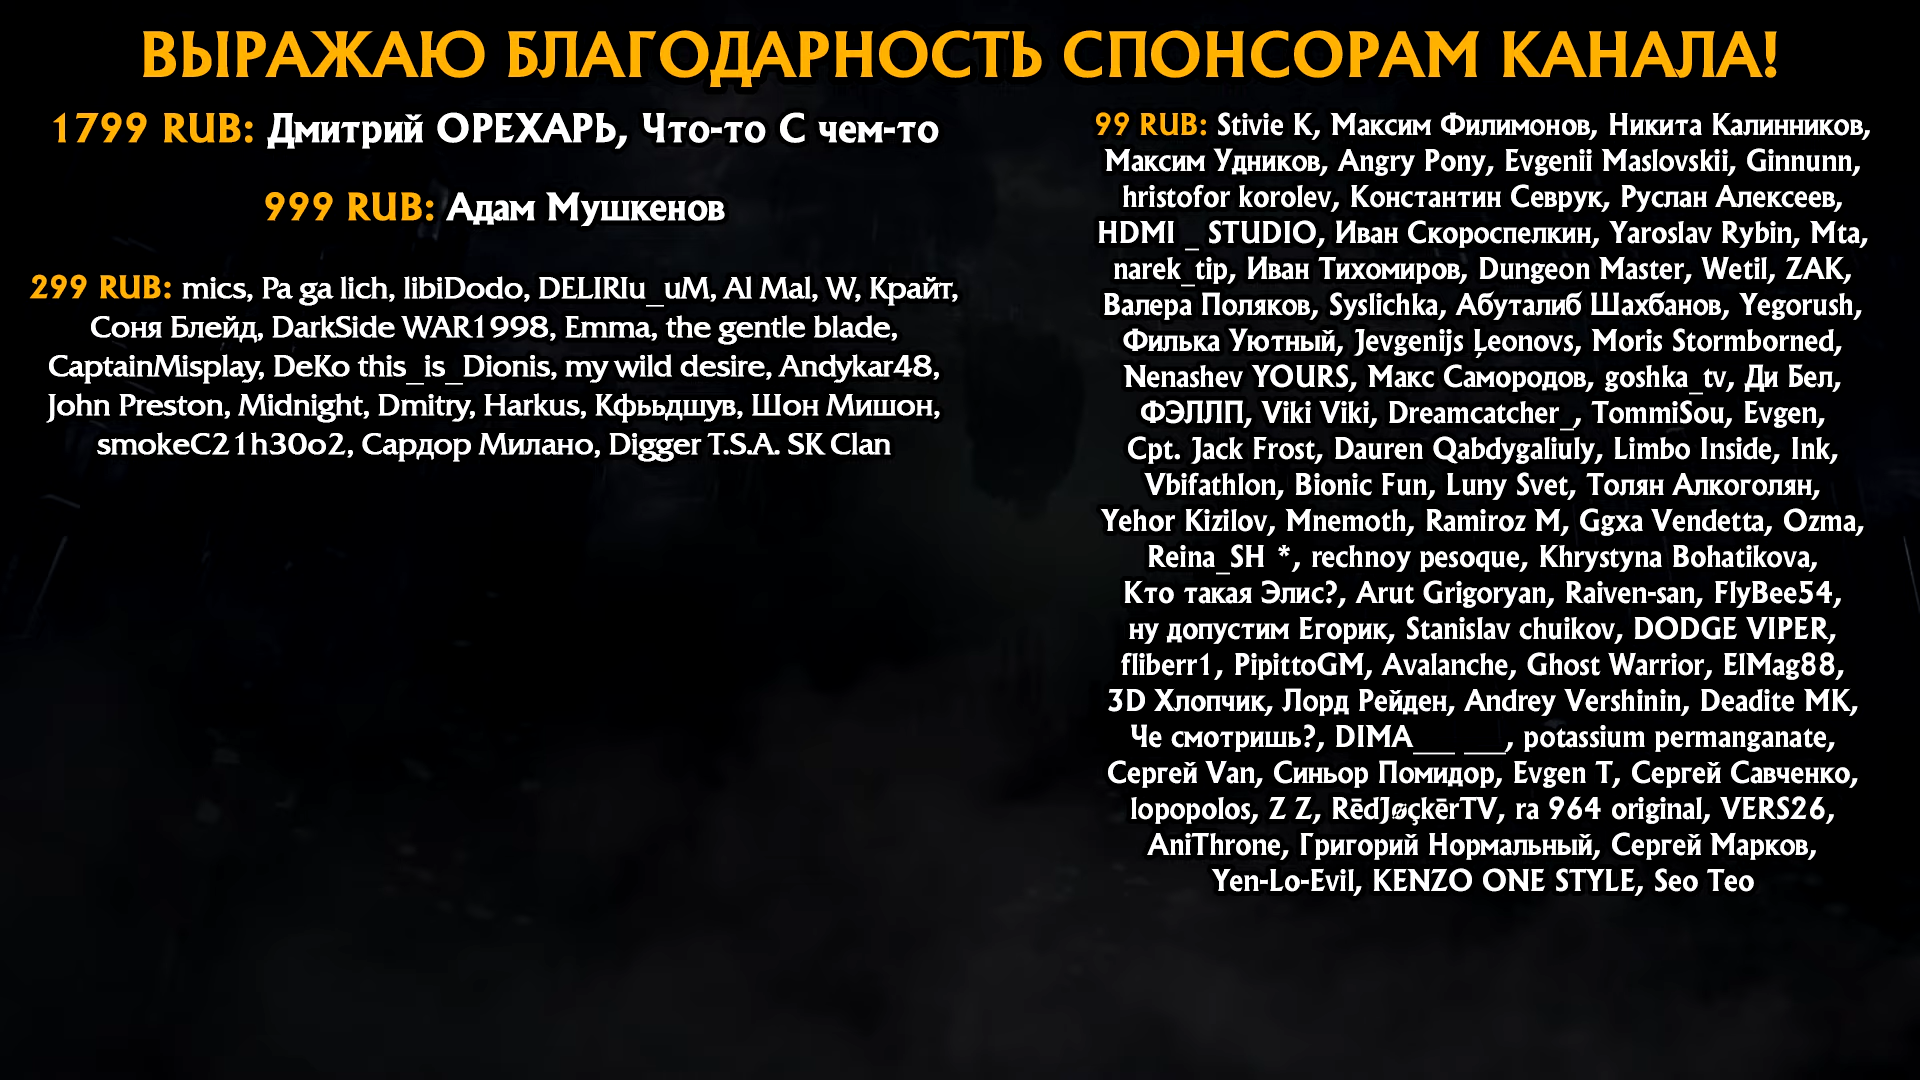 ВЫРАЖАЮ БЛАГОДАРНОСТЬ СПОНСОРАМ КАНАЛА!
1799 RUB: Дмитрий ОРЕХАРЬ, Что-то С чем-то
999 RUB: Адам Мушкенов
299 RUB: mics, Pa ga lich, libiDodo, DELIRIu_uM, Al Mal, W, Крайт,
Соня Блейд, DarkSide WAR1998, Emma, the gentle blade,
CaptainMisplay, DeKo this_is_Dionis, my wild desire, Andykar48,
John Preston, Midnight, Dmitry, Harkus, Кфььдшув, Шон Мишон,
smokeC21h30o2, Сардор Милано, Digger T.S.A. SK Clan
99 RUB: Stivie K, Максим Филимонов, Никита Калинников,
Максим Удников, Angry Pony, Evgenii Maslovskii, Ginnunn,
hristofor korolev, Константин Севрук, Руслан Алексеев,
HDMI _ STUDIO, Иван Скороспелкин, Yaroslav Rybin, Mta,
narek_tip, Иван Тихомиров, Dungeon Master, Wetil, ZAK,
Валера Поляков, Syslichka, Абуталиб Шахбанов, Yegorush,
Филька Уютный, Jevgenijs Ļeonovs, Moris Stormborned,
Nenashev YOURS, Макс Самородов, goshka_tv, Ди Бел,
ФЭЛЛП, Viki Viki, Dreamcatcher_, TommiSou, Evgen,
Cpt. Jack Frost, Dauren Qabdygaliuly, Limbo Inside, Ink,
Vbifathlon, Bionic Fun, Luny Svet, Толян Алкоголян,
Yehor Kizilov, Mnemoth, Ramiroz M, Ggxa Vendetta, Ozma,
Reina_SH *, rechnoy pesoque, Khrystyna Bohatikova,
Кто такая Элис?, Arut Grigoryan, Raiven-san, FlyBee54,
ну допустим Егорик, Stanislav chuikov, DODGE VIPER,
fliberr1, PipittoGM, Avalanche, Ghost Warrior, ElMag88,
3D Хлопчик, Лорд Рейден, Andrey Vershinin, Deadite MK,
Че смотришь?, DIMA___ ___, potassium permanganate,
Сергей Van, Синьор Помидор, Evgen T, Сергей Савченко,
lopopolos, Z Z, RēdJøçkērTV, ra 964 original, VERS26,
AniThrone, Григорий Нормальный, Сергей Марков,
Yen-Lo-Evil, KENZO ONE STYLE, Seo Teo